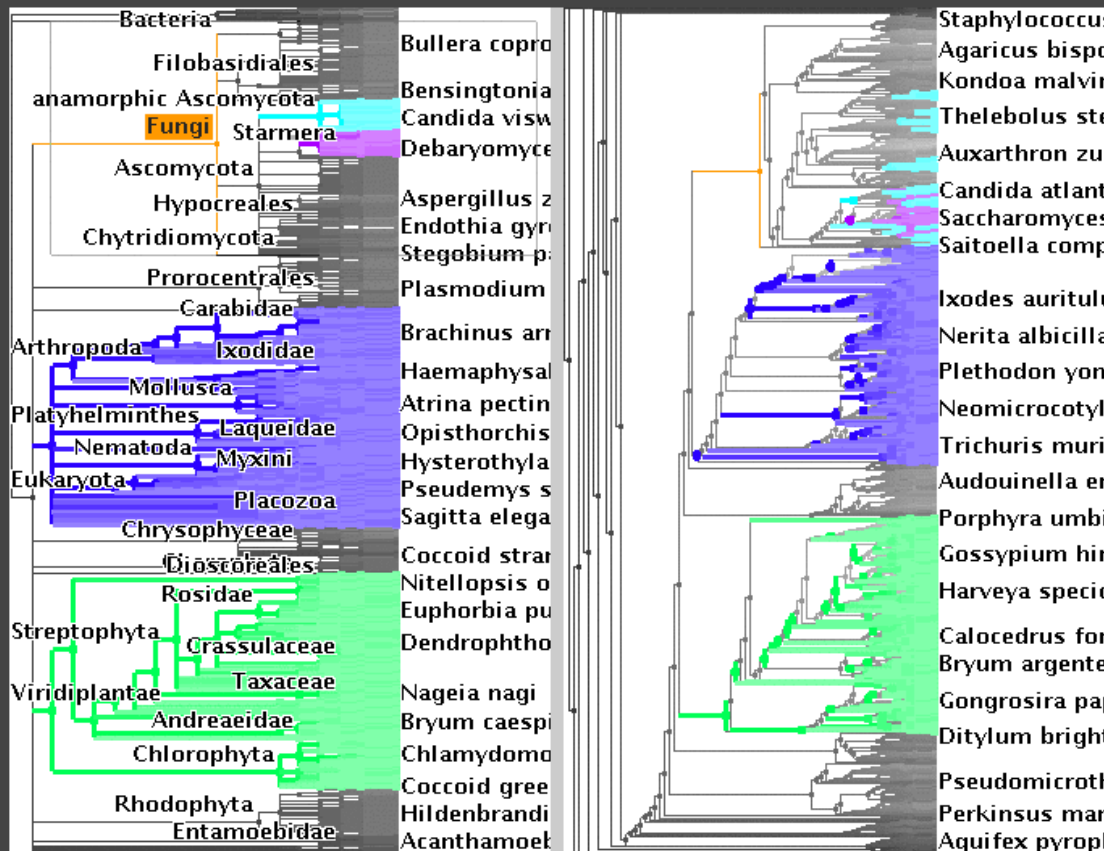 Bacteria
Bullera copro
Filobasidiales
Bensingtonia
anamorphic Ascomycota
Candida visw
Fungi
Starmera
Debaryomyce
Ascomycota
Aspergillus z
Hypocreales
Endothia gyr
Chytridiomycota
Stegobium p
Prorocentrales
Plasmodium
Carabidae
Brachinus arr
Arthropoda
Ixodidae
Haemaphysal
Mollusca
Atrina pectin
Platyhelminthes
Laqueidae
Opisthorchis
Nematoda
Myxini
Hysterothyla
Eukaryota
Pseudemys s
Placozoa
Sagitta elega
Chrysophyceae
Coccoid stran
Dioscoreales
Nitellopsis o
Rosidae
Euphorbia pu
Streptophyta
Crassulaceae
Dendrophtho
Taxaceae
Viridiplantae
Nageia nagi
Andreaeidae
Bryum caespi
Chlorophyta
Chlamydomo
Coccoid gree
Rhodophyta
Hildenbrandi
Entamoebidae
Acanthamoeb
Staphylococcus
Agaricus bispo
Kondoa malvir
Thelebolus ste
Auxarthron zu
Candida atlant
Saccharomyces
Saitoella comp
Ixodes auritulu
Nerita albicilla
Plethodon yon
Neomicrocotyl
Trichuris muri
Audouinella er
Porphyra umbi
Gossypium hir
Harveya specie
Calocedrus for
Bryum argente
Gongrosira pap
Ditylum bright
Pseudomicroth
Perkinsus mar
Aquifex pyroph